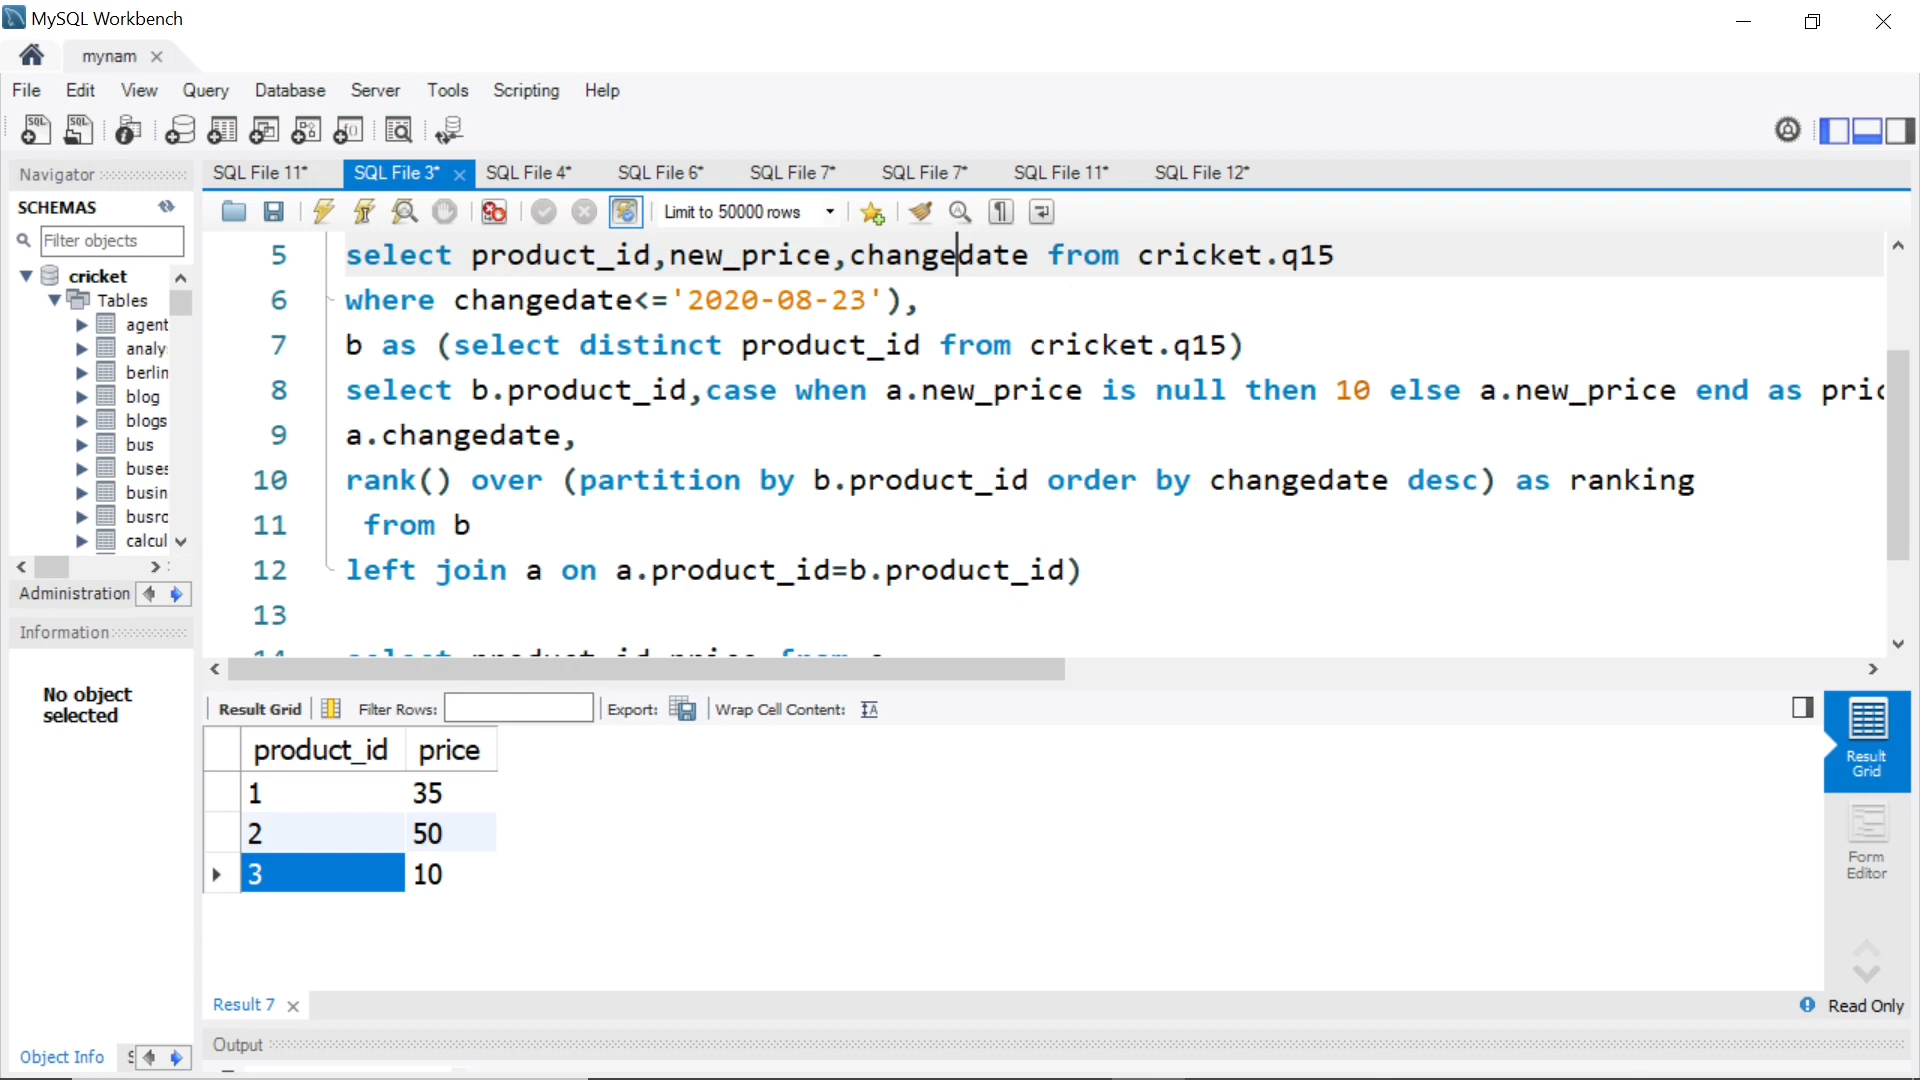 MySQL Workbench
mynam
File Edit View Query Database Server Tools Scripting Help
Navigator
SQL File 11* SQL File 3* SQL File 4* SQL File 6* SQL File 7* SQL File 7* SQL File 11* SQL File 12*
SCHEMAS
Limit to 50000 rows
Filter objects
cricket
Tables
agent
analy
berlin
blog
blogs
bus
buses
busin
busro
calcul
Administration
Information
No object
selected
Object Info
5 select product_id,new_price,changedate from cricket.q15
6 where changedate<='2020-08-23'),
7 b as (select distinct product_id from cricket.q15)
8 select b.product_id,case when a.new_price is null then 10 else a.new_price end as pric
9 a.changedate,
10 rank() over (partition by b.product_id order by changedate desc) as ranking
11 from b
12 left join a on a.product_id=b.product_id)
13
Result Grid Filter Rows: Export: Wrap Cell Content:
product_id price
1 35
2 50
3 10
Result
Grid
Form
Editor
Result 7
Read Only
Output